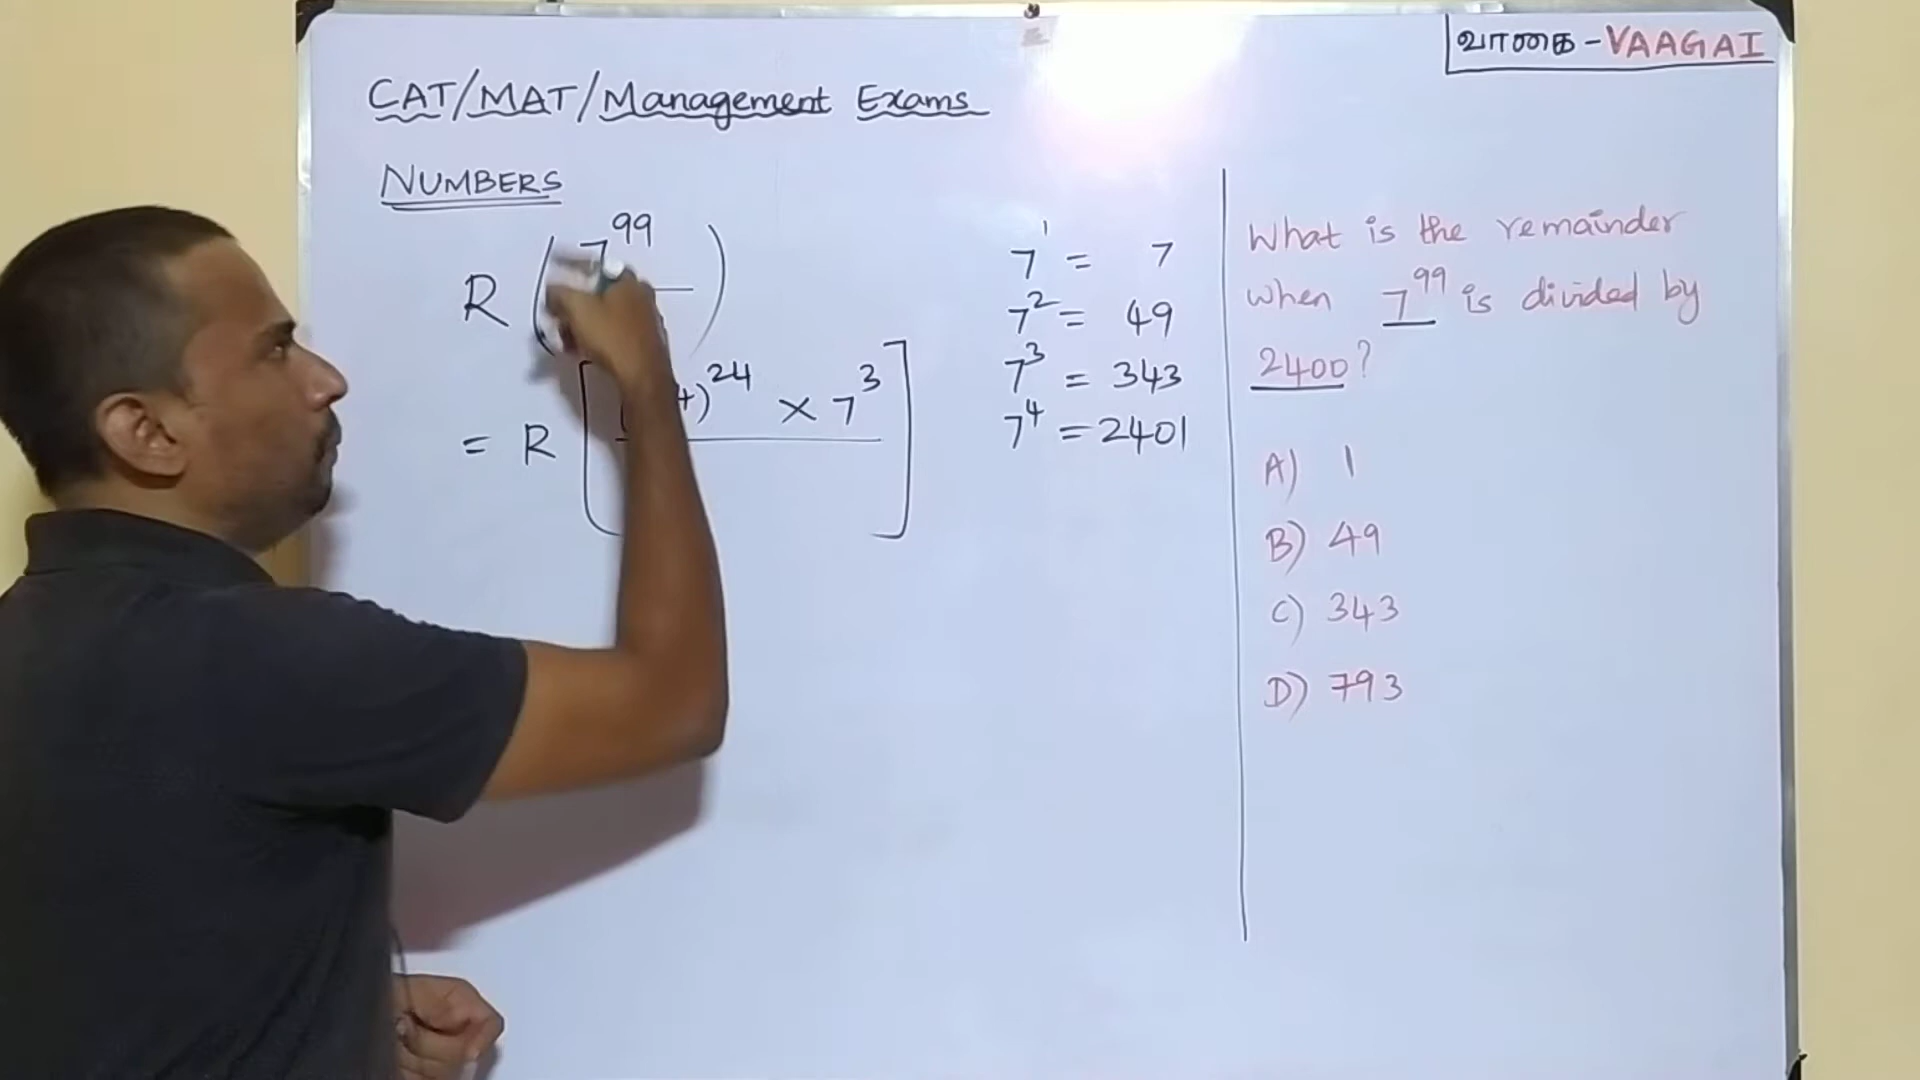 வாகை - VAAGAI
CAT/MAT/Management Exams
NUMBERS
R ( 7^99 )
= R [ 4)^24 × 7^3 ]
7^1 = 7
7^2 = 49
7^3 = 343
7^4 = 2401
What is the remainder
when 7^99 is divided by
2400?
A) 1
B) 49
C) 343
D) 793